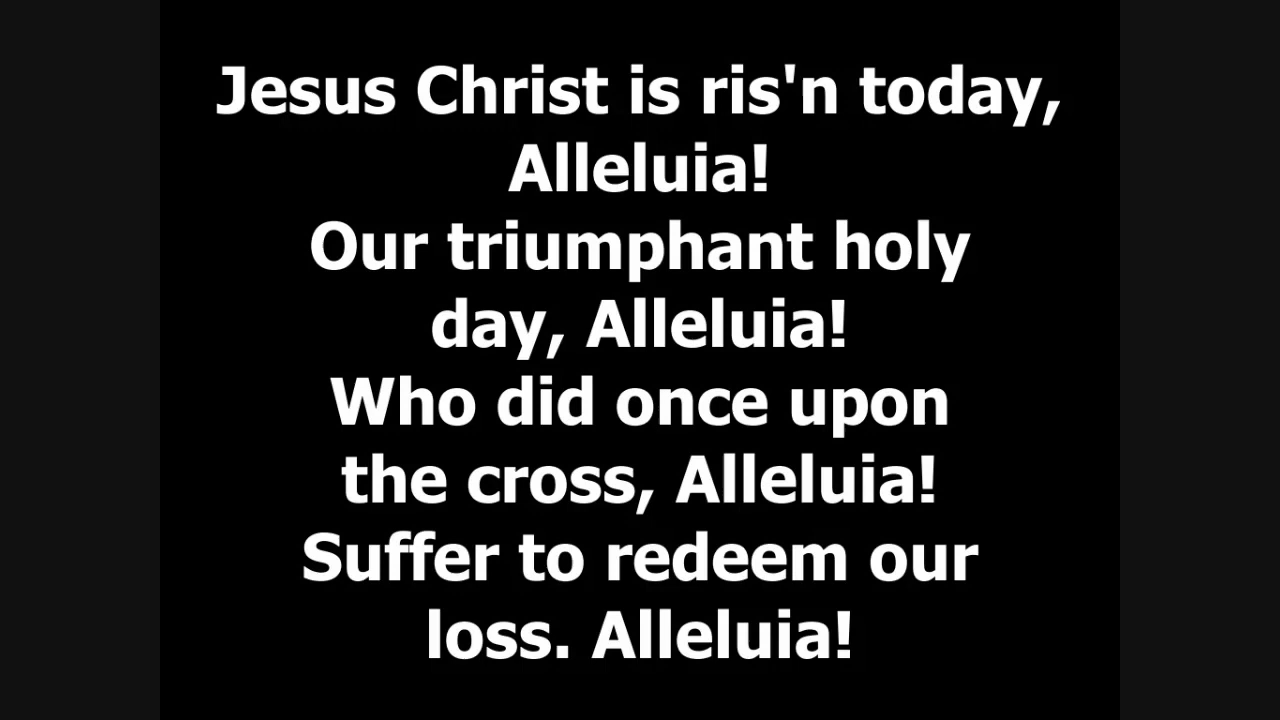 Jesus Christ is ris'n today,
Alleluia!
Our triumphant holy
day, Alleluia!
Who did once upon
the cross, Alleluia!
Suffer to redeem our
loss. Alleluia!